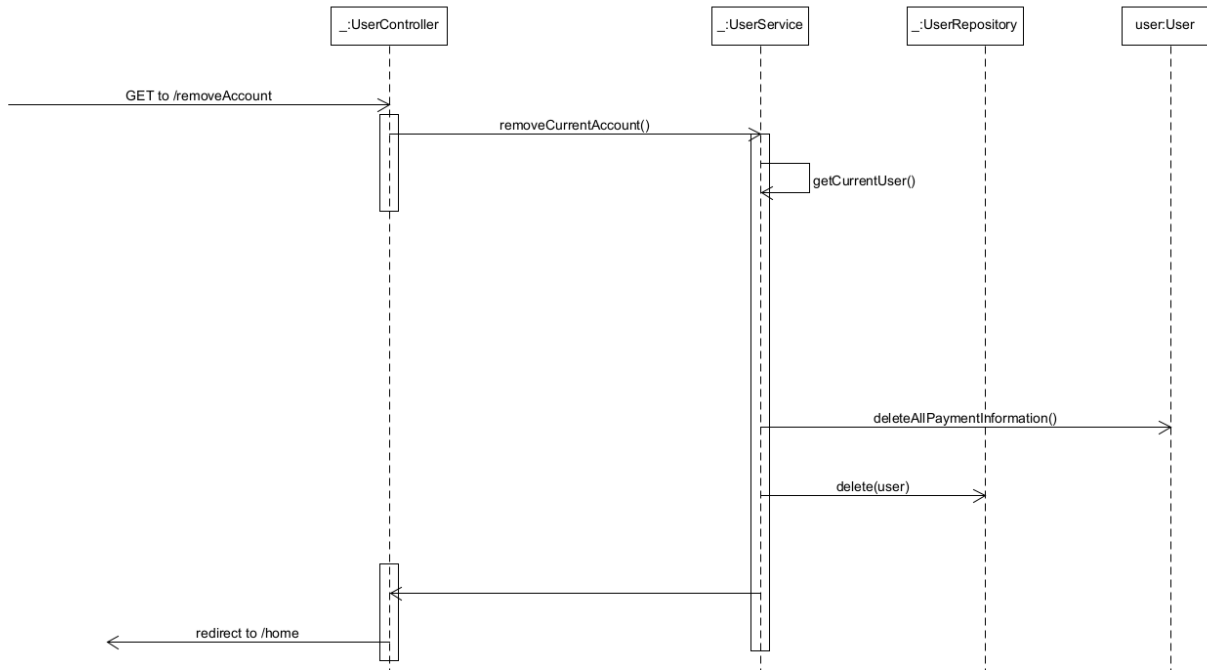 _:UserController
_:UserService
_:UserRepository
user:User
GET to /removeAccount
removeCurrentAccount()
getCurrentUser()
deleteAllPaymentInformation()
delete(user)
redirect to /home